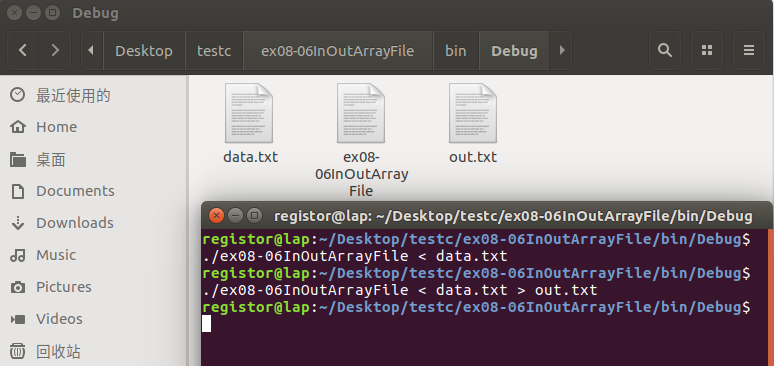 Debug
Desktop testc ex08-06InOutArrayFile bin Debug
最近使用的
Home
桌面
Documents
Downloads
Music
Pictures
Videos
回收站
data.txt
ex08-
06InOutArray
File
out.txt
registor@lap: ~/Desktop/testc/ex08-06InOutArrayFile/bin/Debug
registor@lap:~/Desktop/testc/ex08-06InOutArrayFile/bin/Debug$
./ex08-06InOutArrayFile < data.txt
registor@lap:~/Desktop/testc/ex08-06InOutArrayFile/bin/Debug$
./ex08-06InOutArrayFile < data.txt > out.txt
registor@lap:~/Desktop/testc/ex08-06InOutArrayFile/bin/Debug$